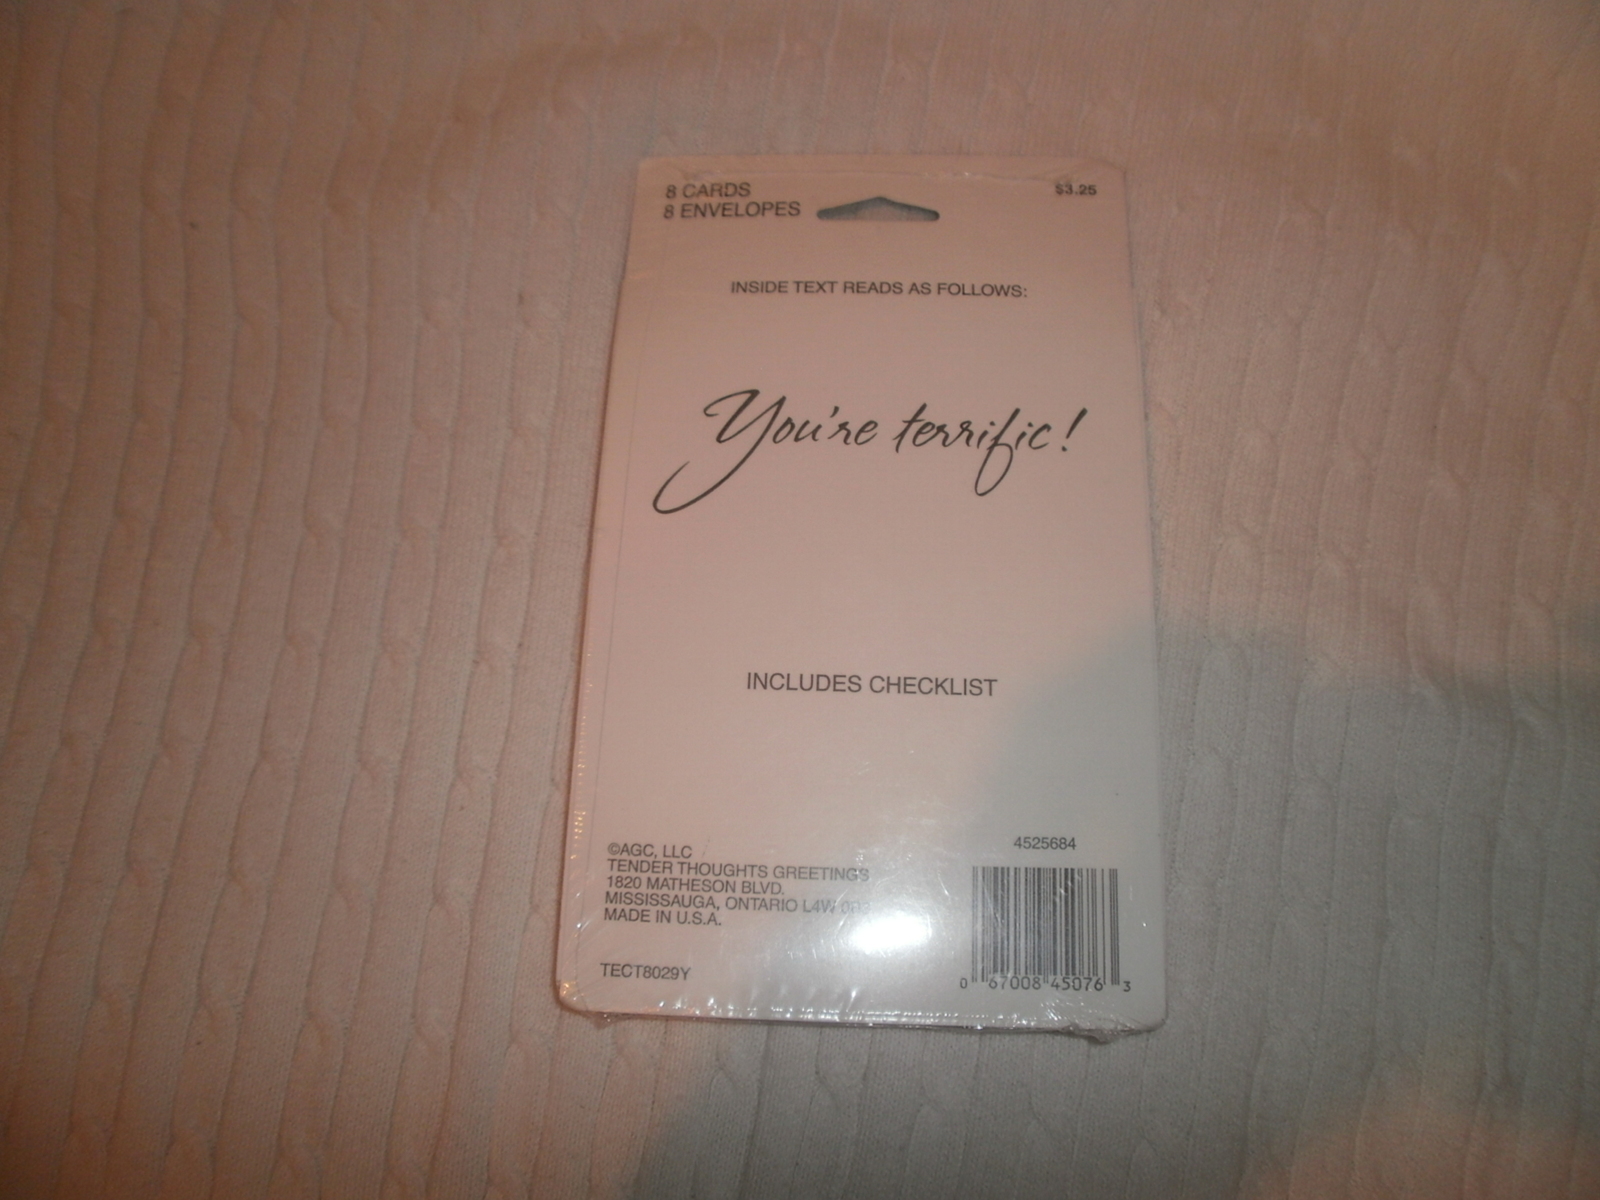 8 CARDS
8 ENVELOPES
$3.25
INSIDE TEXT READS AS FOLLOWS:
You're terrific!
INCLUDES CHECKLIST
©AGC, LLC
TENDER THOUGHTS GREETINGS
1820 MATHESON BLVD.
MISSISSAUGA, ONTARIO L4W
MADE IN U.S.A.
TECT8029Y
4525684
0 67008 45076 3